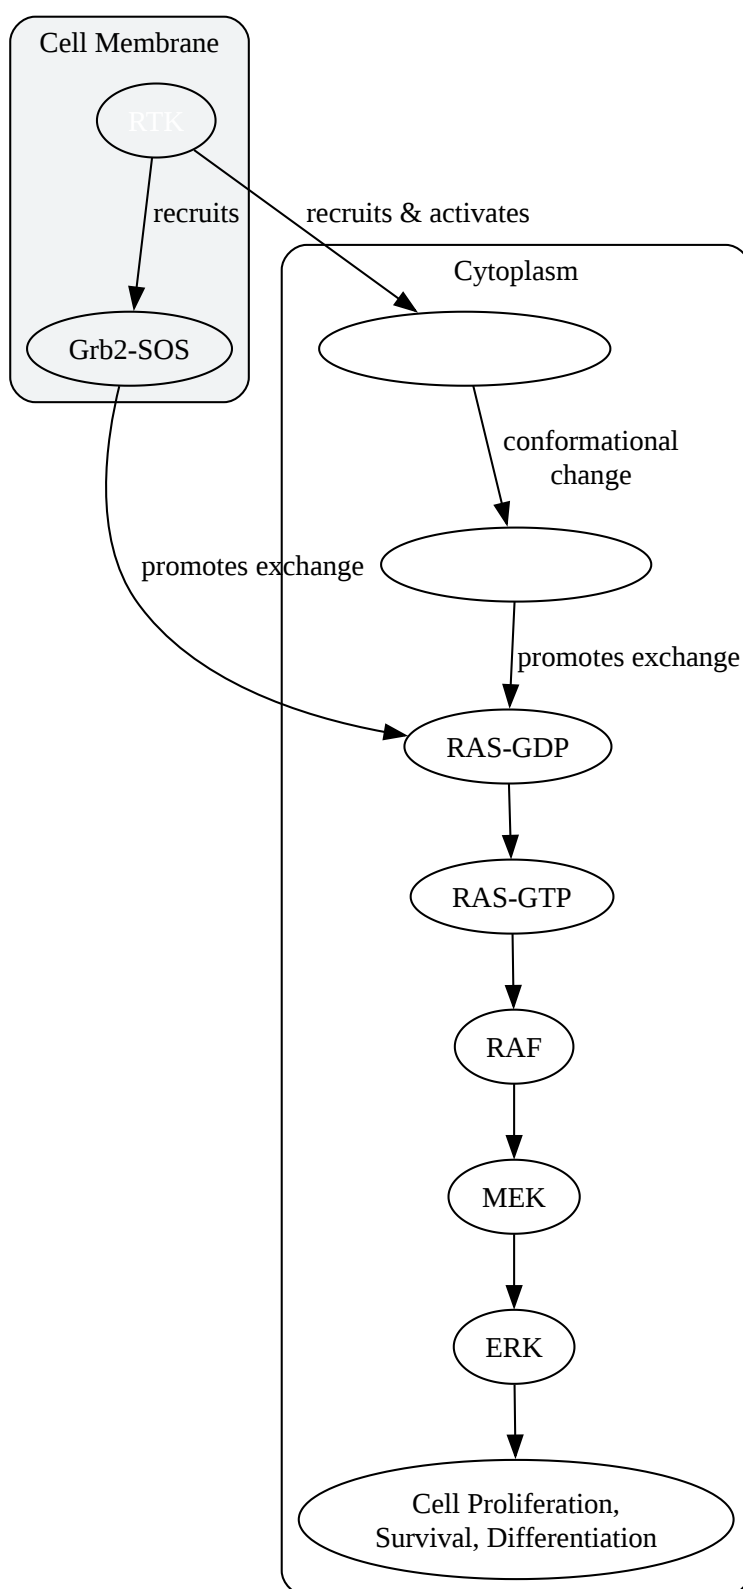 Cell Membrane
RTK
recruits
recruits & activates
Cytoplasm
Grb2-SOS
conformational
change
promotes exchange
promotes exchange
RAS-GDP
RAS-GTP
RAF
MEK
ERK
Cell Proliferation,
Survival, Differentiation